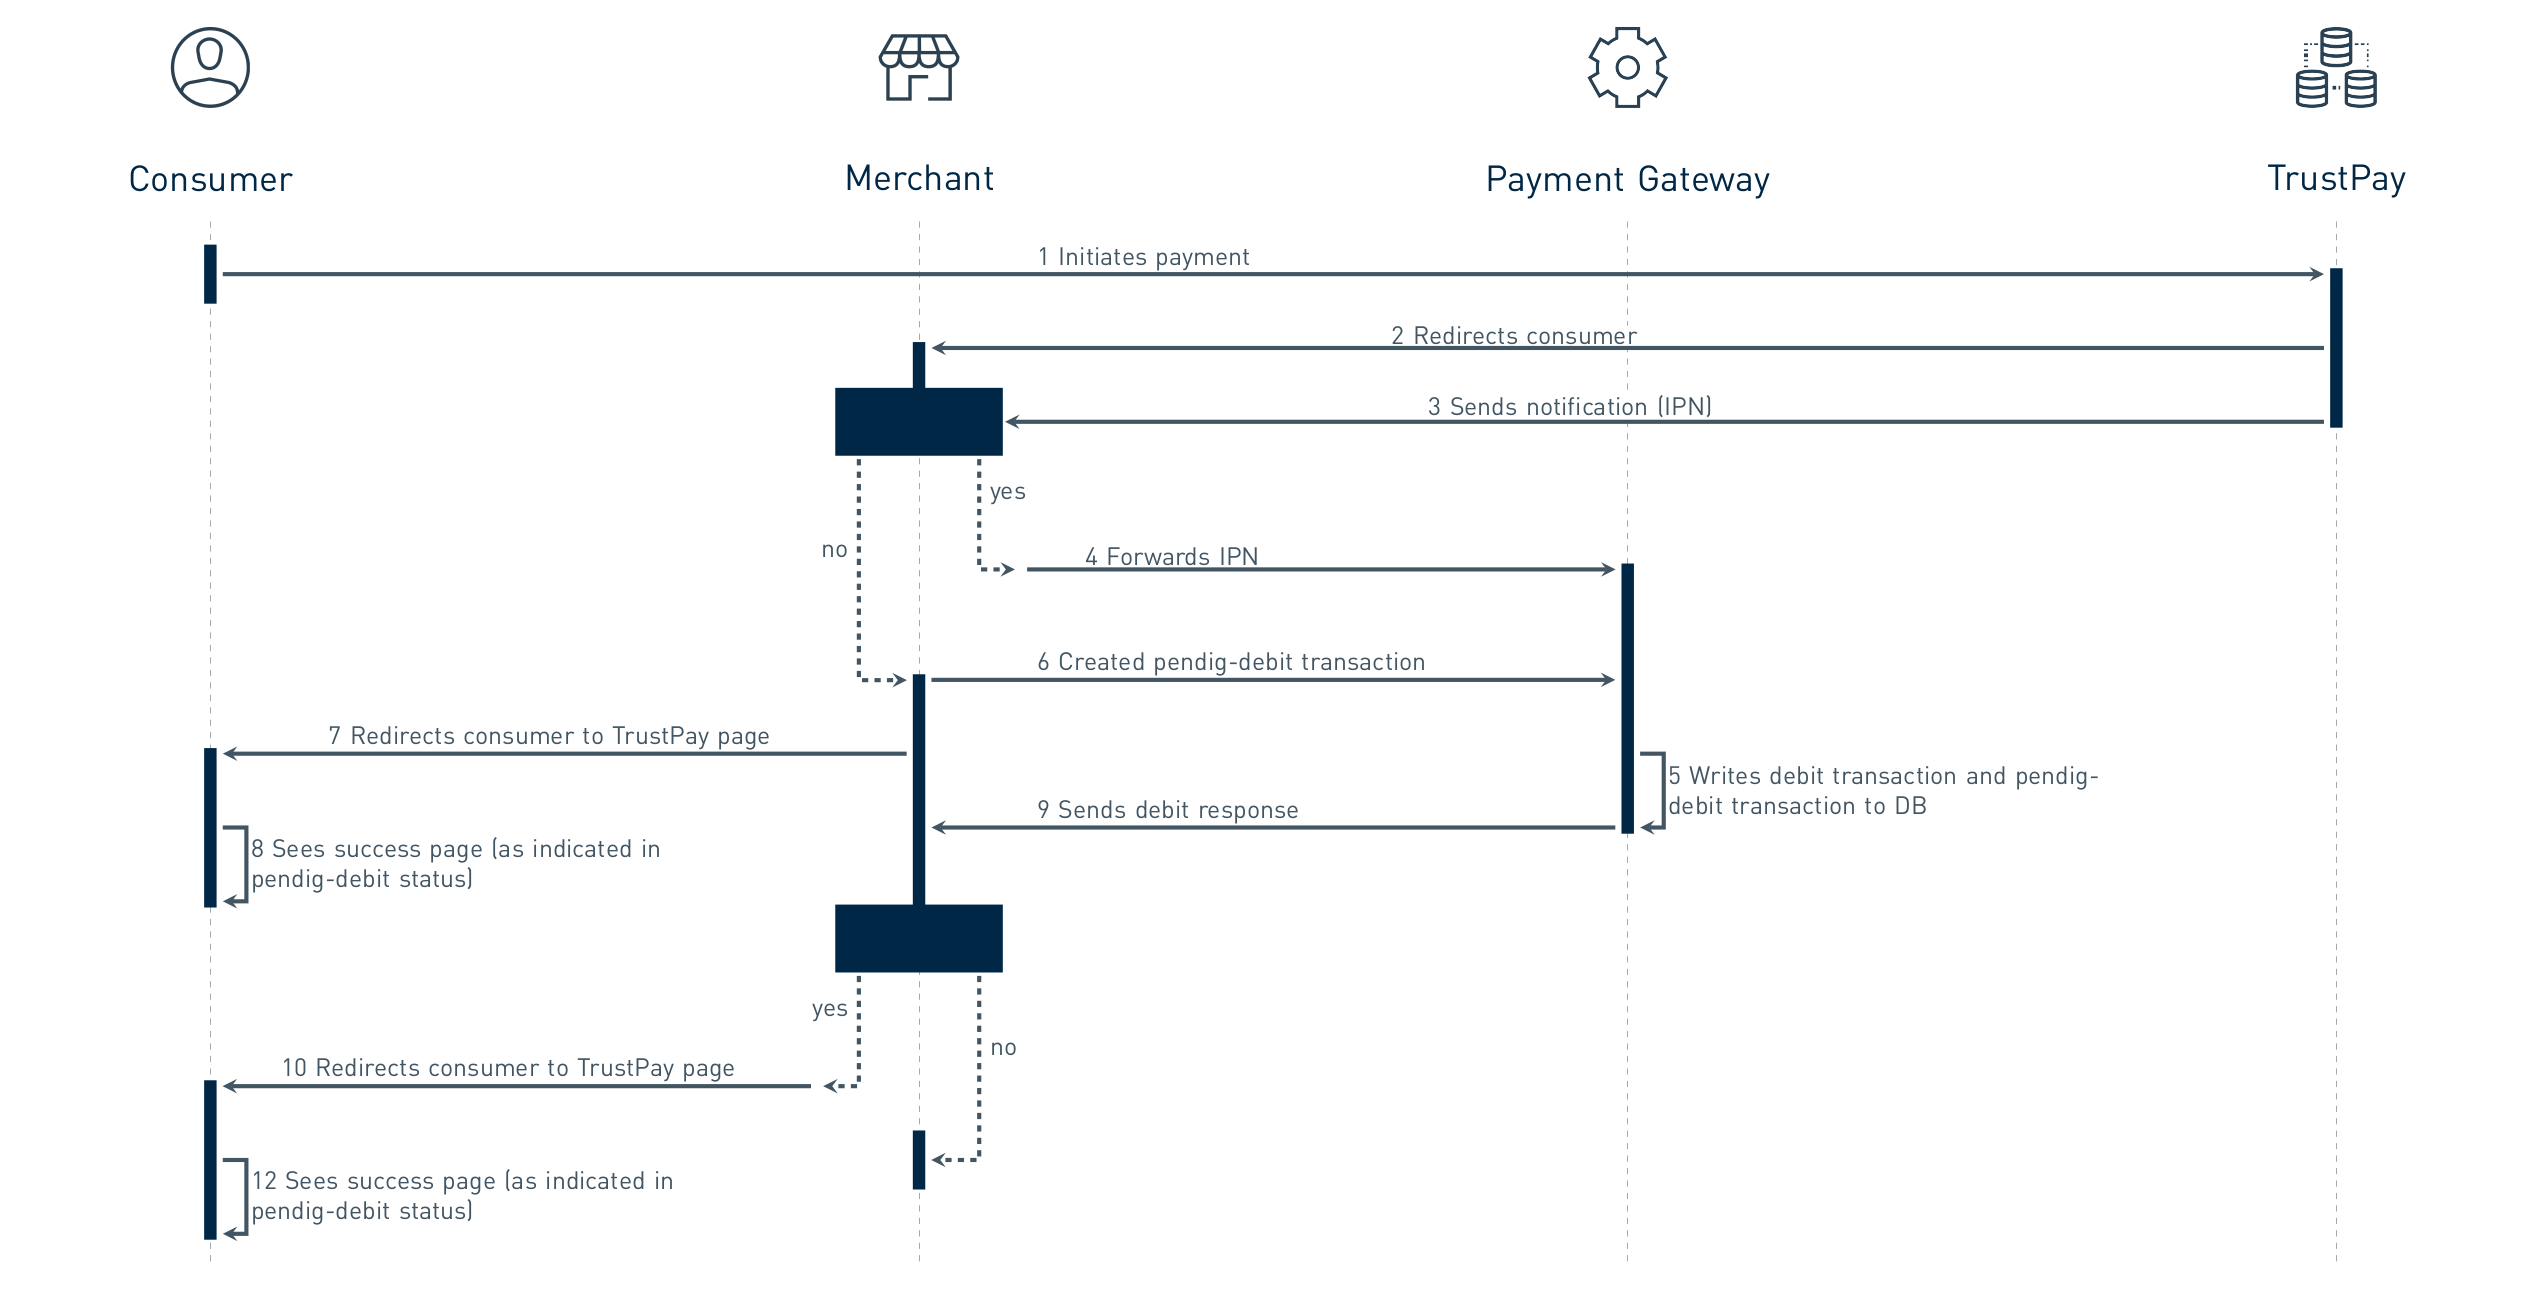 Consumer
Merchant
Payment Gateway
TrustPay
1 Initiates payment
2 Redirects consumer
3 Sends notification (IPN)
yes
no
4 Forwards IPN
6 Created pendig-debit transaction
7 Redirects consumer to TrustPay page
5 Writes debit transaction and pendig-
debit transaction to DB
9 Sends debit response
8 Sees success page (as indicated in
pendig-debit status)
yes
no
10 Redirects consumer to TrustPay page
12 Sees success page (as indicated in
pendig-debit status)